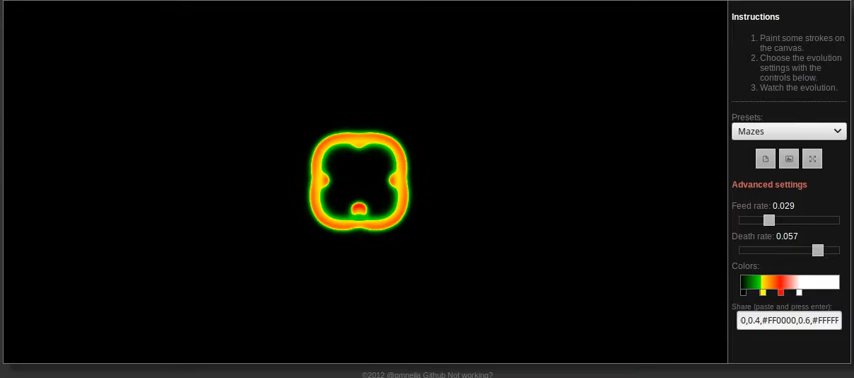 Instructions
1. Paint some strokes on
the canvas.
2. Choose the evolution
settings with the
controls below.
3. Watch the evolution.
Presets:
Mazes
Advanced settings
Feed rate: 0.029
Death rate: 0.057
Colors:
Share (paste and press enter):
0,0.4,#FF0000,0.6,#FFFFF
©2012 @pmneila Github Not working?